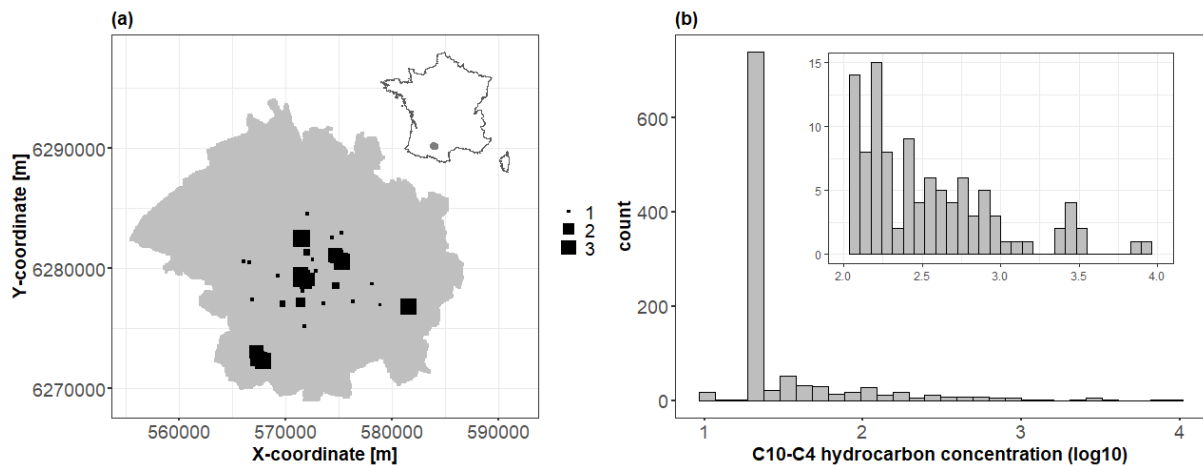 (a)
6290000
6280000
6270000
Y-coordinate [m]
560000 570000 580000 590000
X-coordinate [m]
1
2
3
(b)
600
400
200
0
count
1 2 3 4
C10-C4 hydrocarbon concentration (log10)
15
10
5
0
2.0 2.5 3.0 3.5 4.0